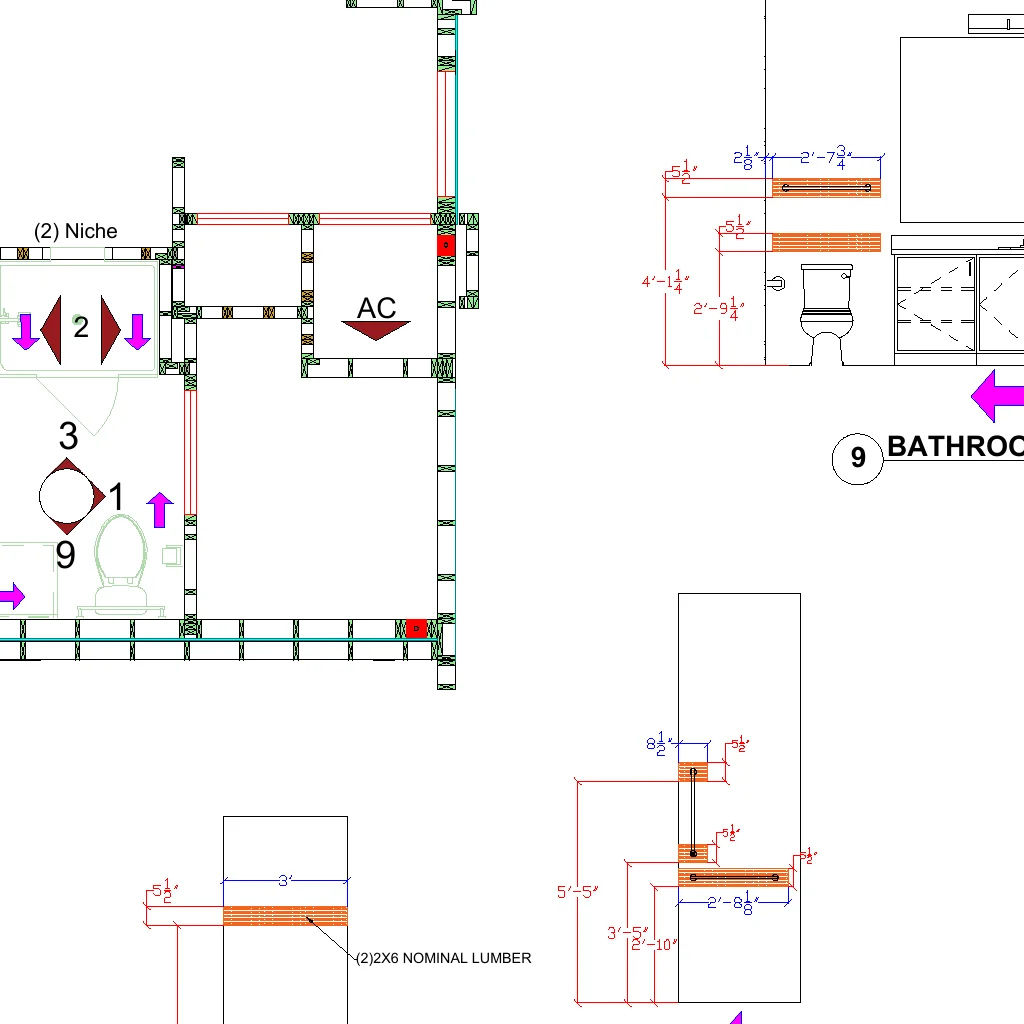 2 1/8" 2'-7 3/4"
5 1/2"
5 1/2"
(2) Niche
4'-1 1/4"
2'-9 1/4"
AC
2
3
9 BATHROO
1
9
8 1/2" 5 1/2"
5 1/2"
5 1/2"
3'
5 1/2"
5'-5"
2'-8 1/8"
3'-5"
2'-10"
(2)2X6 NOMINAL LUMBER